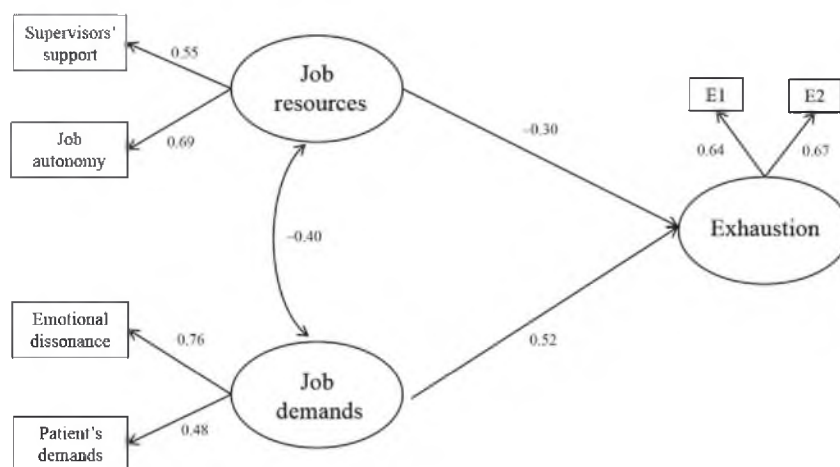 Supervisors'
support
0.55
Job
resources
E1
E2
Job
autonomy
0.69
–0.30
0.64
0.67
Exhaustion
–0.40
Emotional
dissonance
0.76
0.52
Job
demands
Patient's
demands
0.48